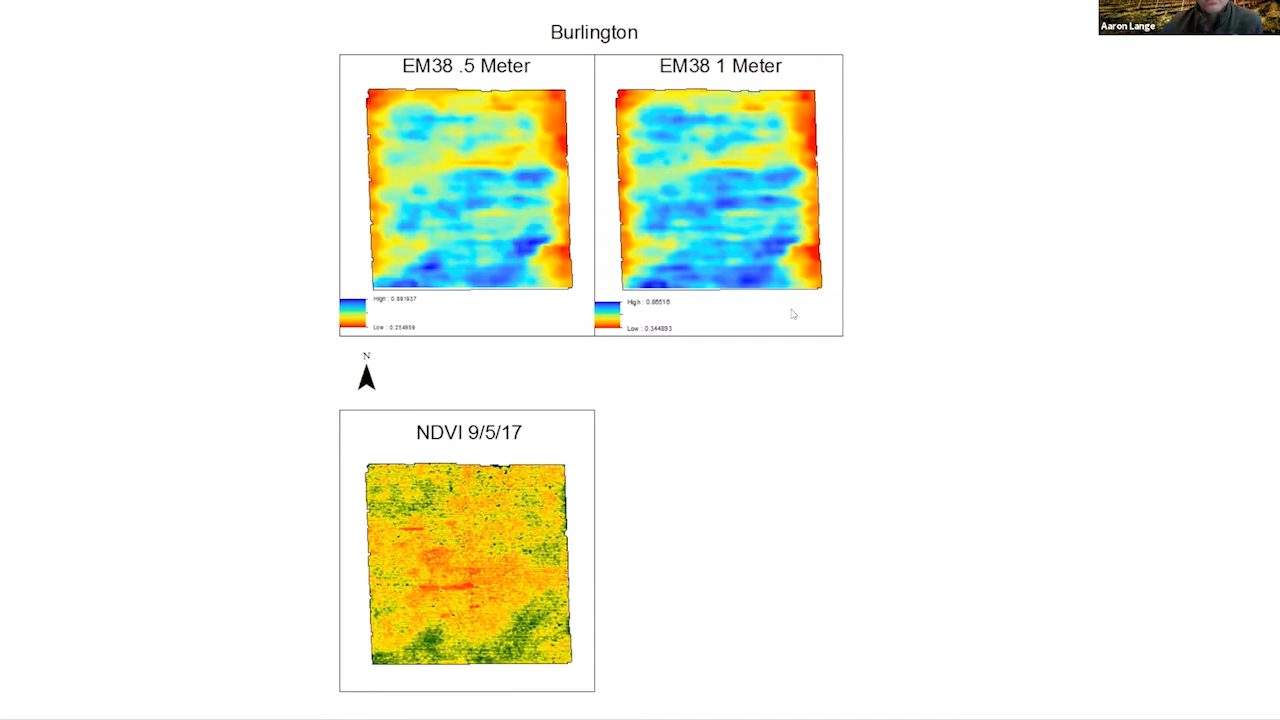 Aaron Lange
Burlington
EM38 .5 Meter
EM38 1 Meter
High : 0.891937
Low : 0.254959
High : 0.86516
Low : 0.344893
N
NDVI 9/5/17